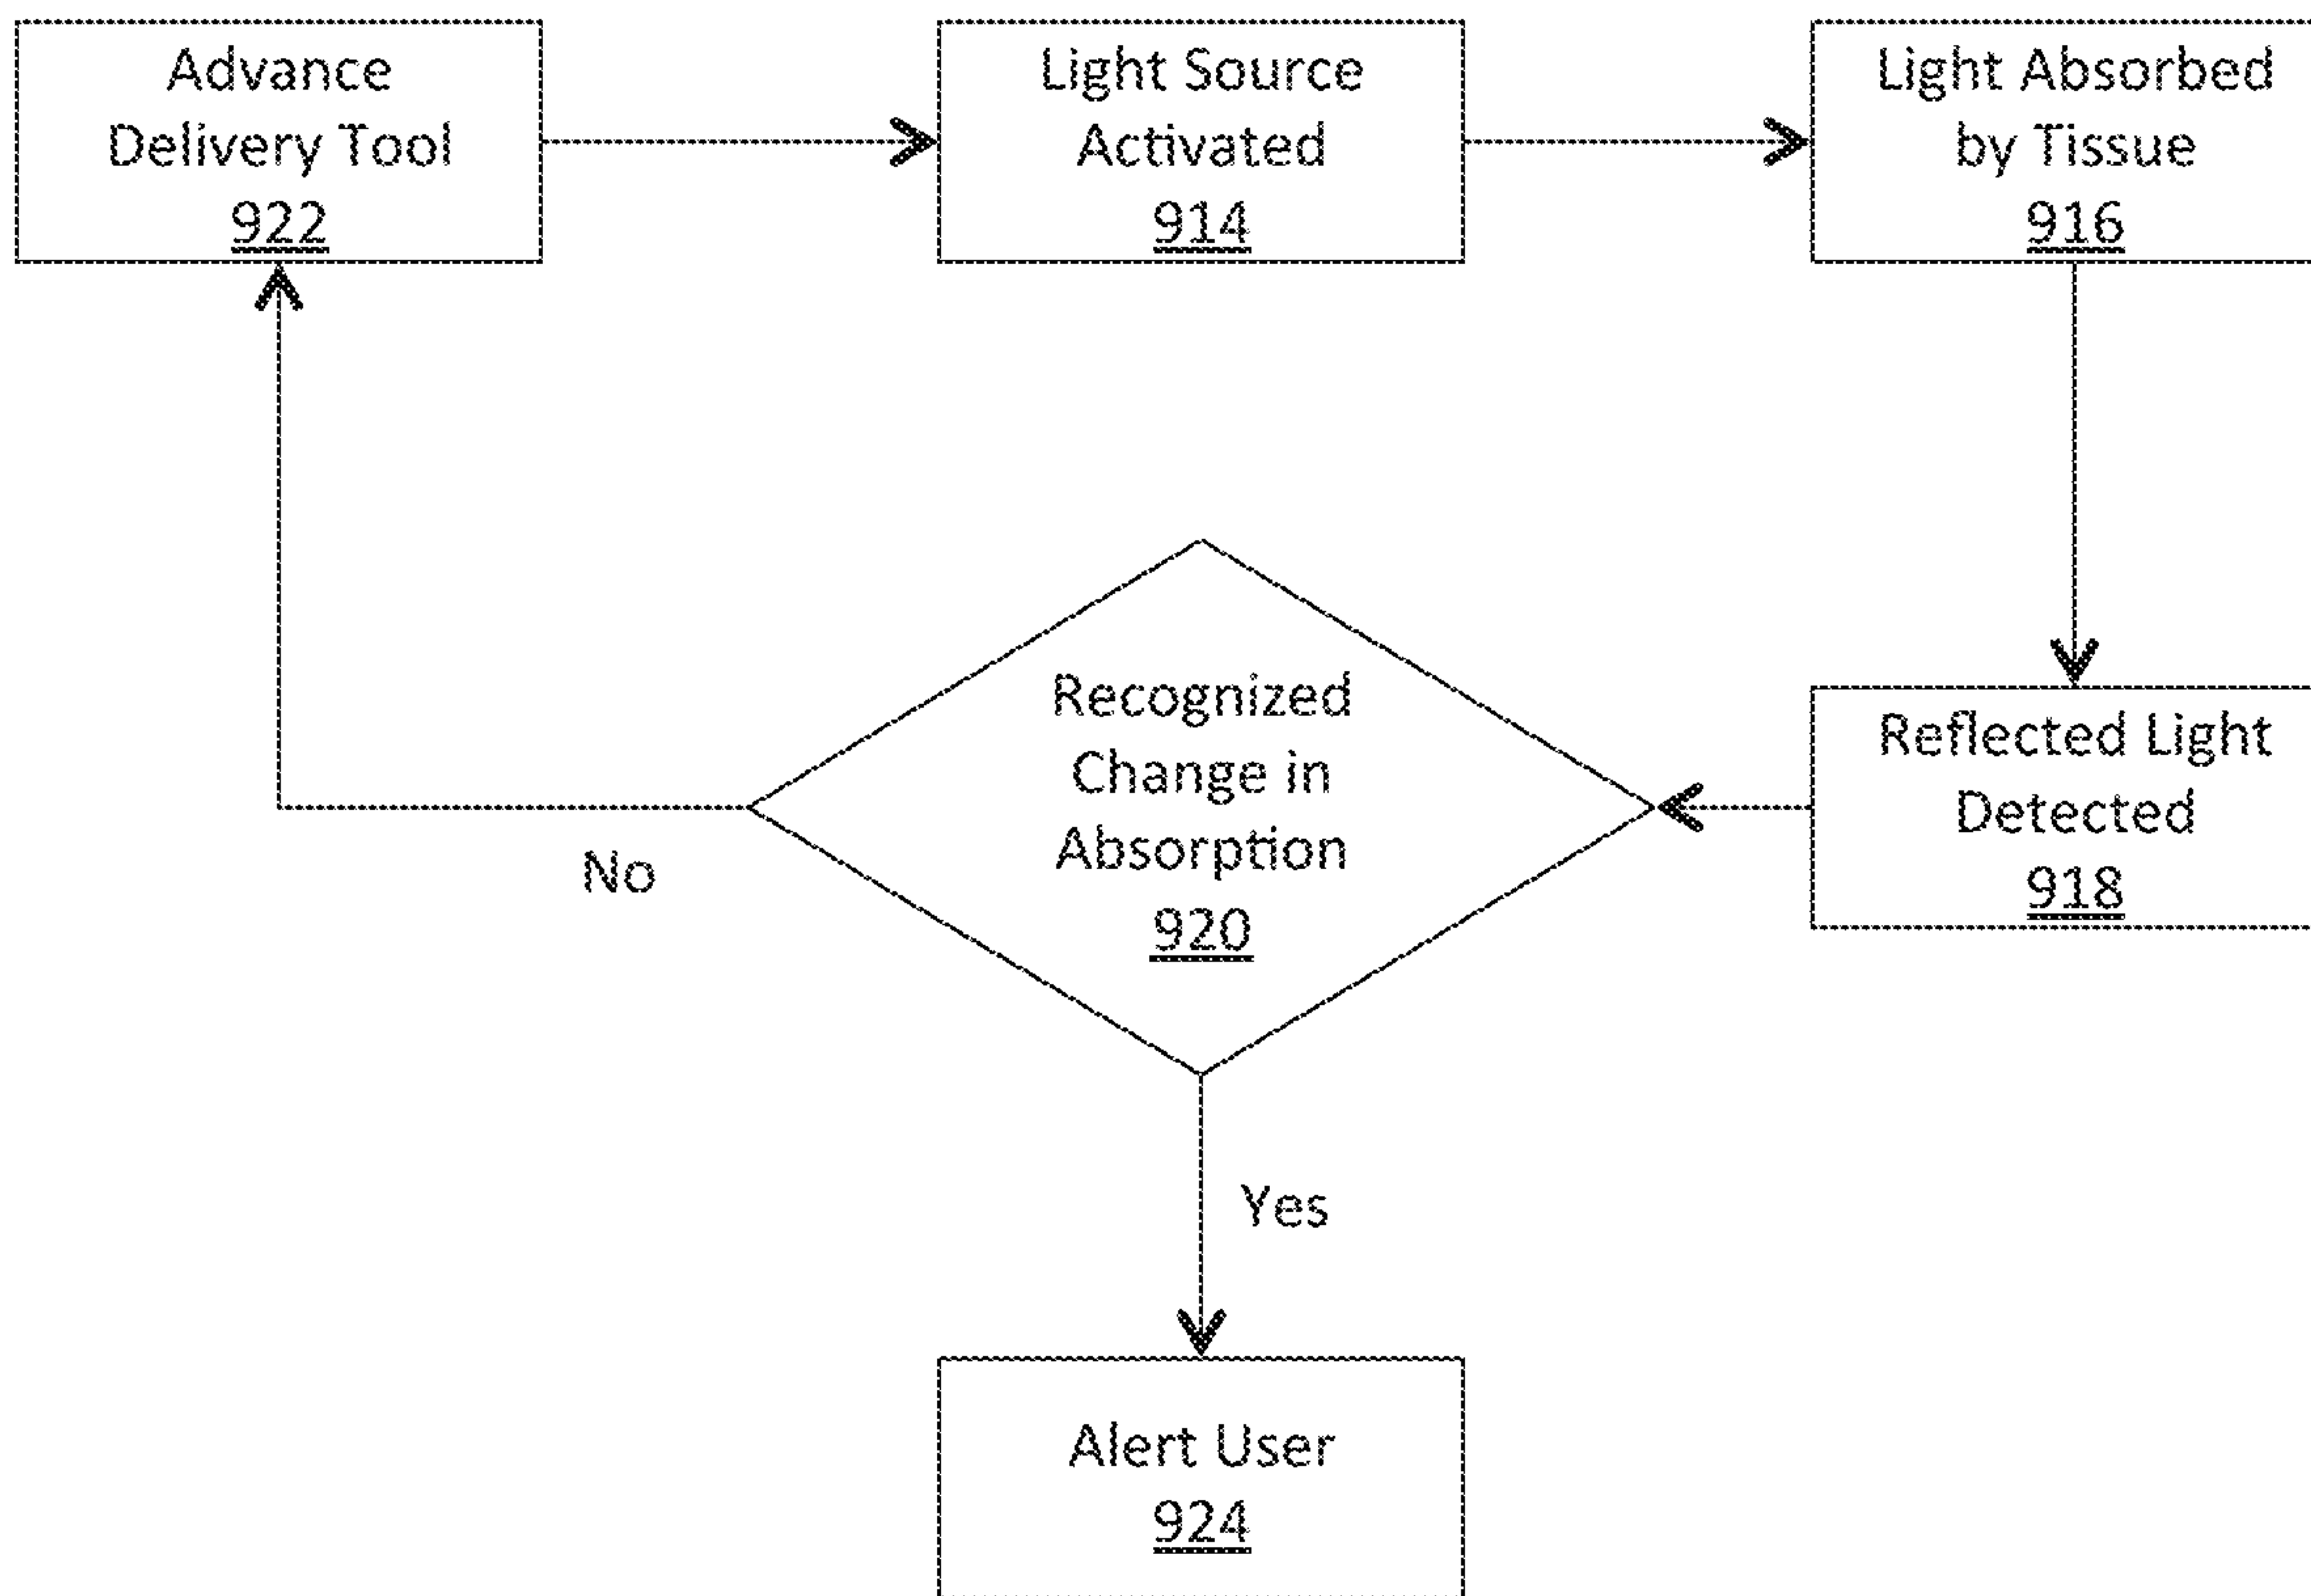 Advance
Delivery Tool
922
Light Source
Activated
914
Light Absorbed
by Tissue
916
Recognized
Change in
Absorption
920
Reflected Light
Detected
918
No
Yes
Alert User
924